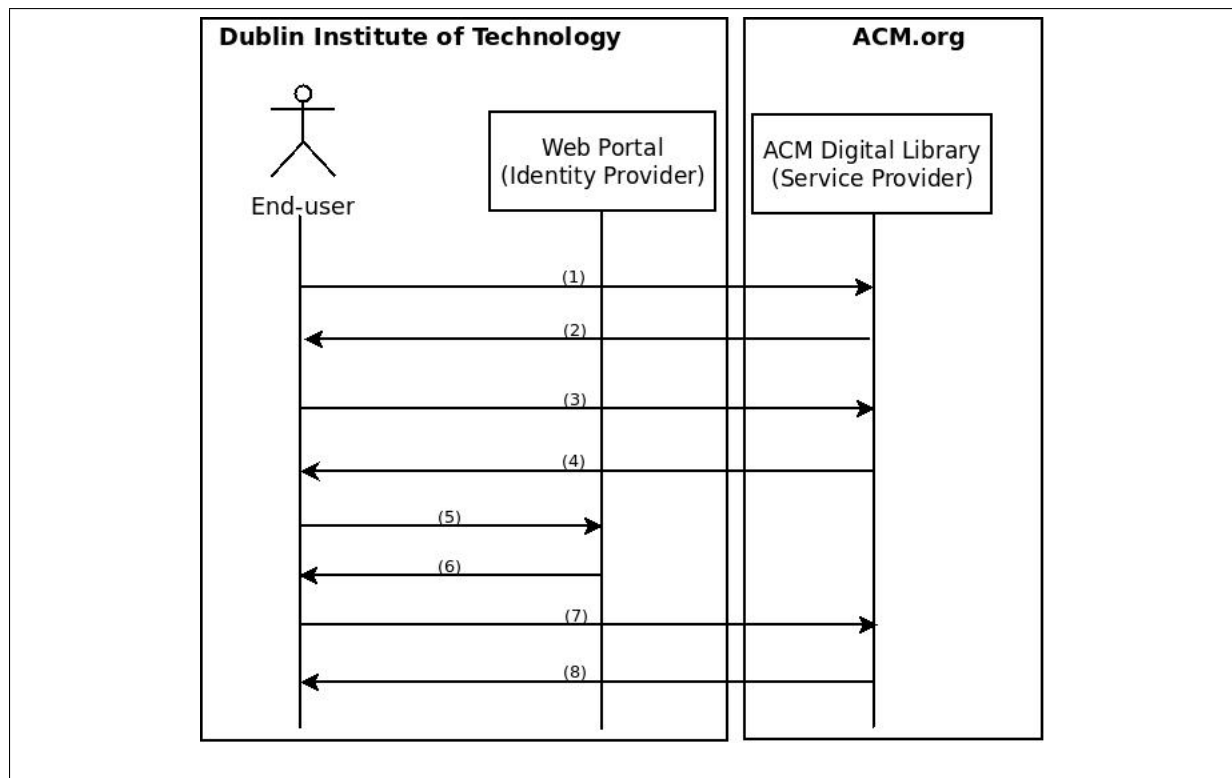 Dublin Institute of Technology
ACM.org
Web Portal
(Identity Provider)
ACM Digital Library
(Service Provider)
End-user
(1)
(2)
(3)
(4)
(5)
(6)
(7)
(8)